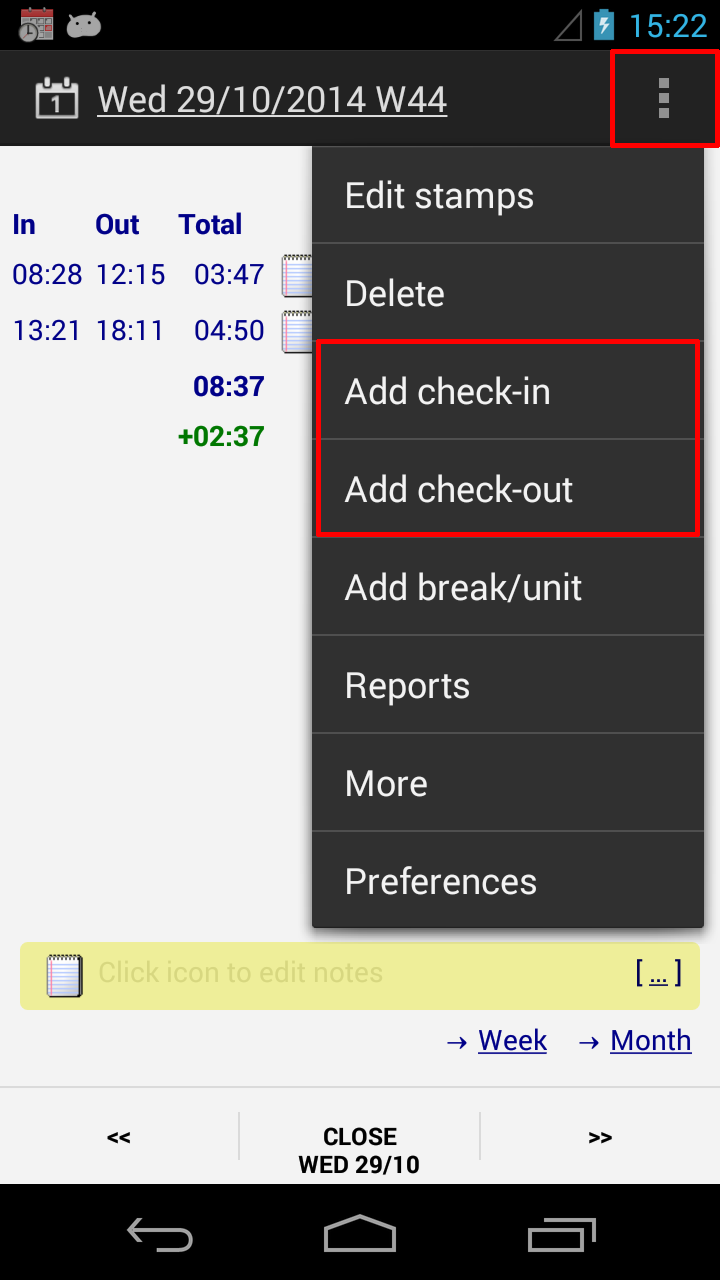 15:22
1 Wed 29/10/2014 W44
In Out Total
08:28 12:15 03:47
13:21 18:11 04:50
08:37
+02:37
Edit stamps
Delete
Add check-in
Add check-out
Add break/unit
Reports
More
Preferences
Click icon to edit notes [ ... ]
→ Week → Month
<< CLOSE >>
WED 29/10